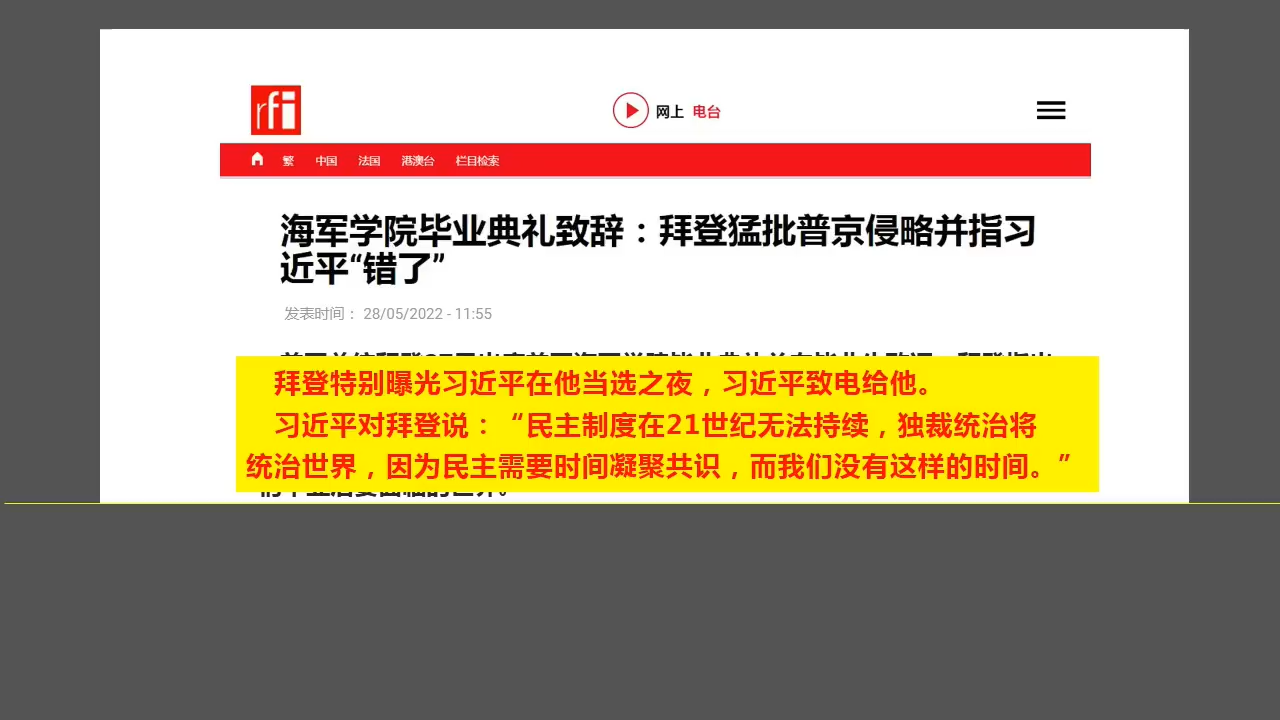 rfi
网上 电台
繁 中国 法国 港澳台 栏目检索
海军学院毕业典礼致辞：拜登猛批普京侵略并指习
近平“错了”
发表时间： 28/05/2022 - 11:55
拜登特别曝光习近平在他当选之夜，习近平致电给他。
习近平对拜登说：“民主制度在21世纪无法持续，独裁统治将
统治世界，因为民主需要时间凝聚共识，而我们没有这样的时间。”